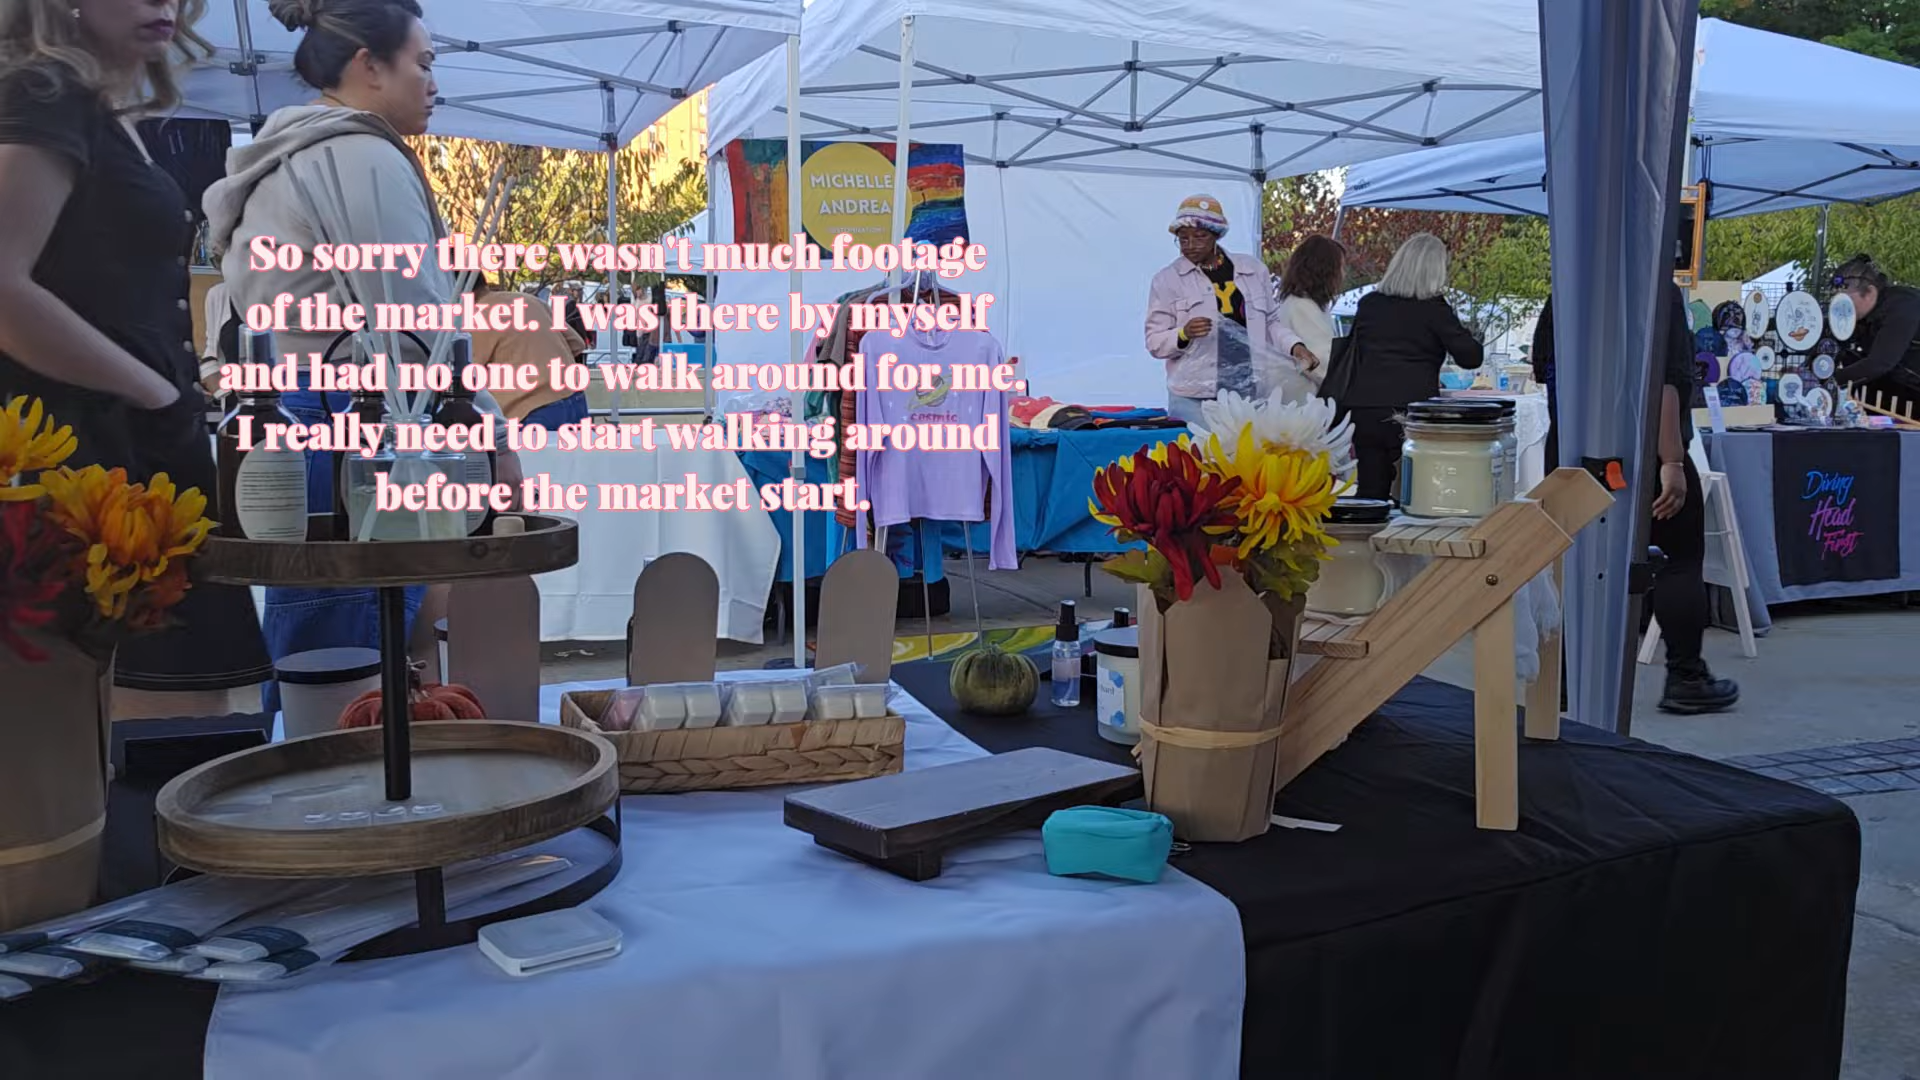 MICHELLE
ANDREA
So sorry there wasn't much footage
of the market. I was there by myself
and had no one to walk around for me.
I really need to start walking around
before the market start.
cosmic
Diving
Head
First